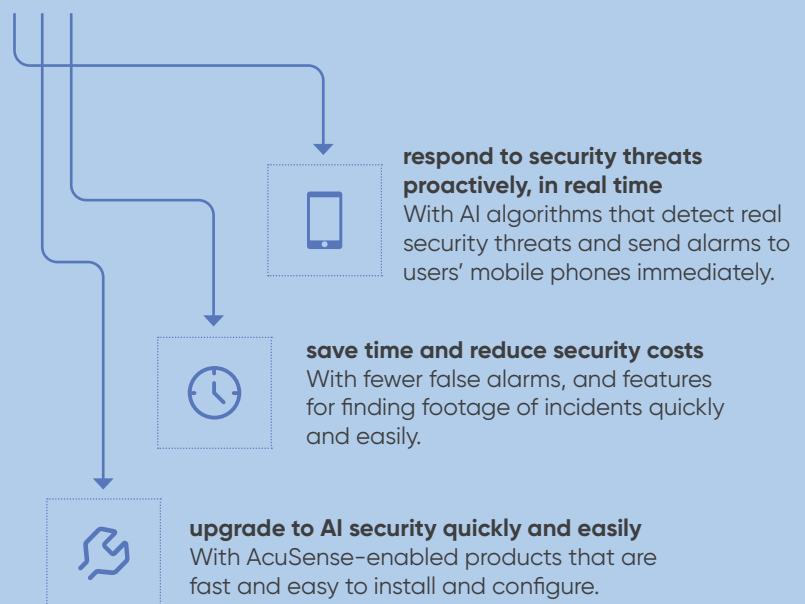 respond to security threats
proactively, in real time
With AI algorithms that detect real
security threats and send alarms to
users’ mobile phones immediately.
save time and reduce security costs
With fewer false alarms, and features
for finding footage of incidents quickly
and easily.
upgrade to AI security quickly and easily
With AcuSense-enabled products that are
fast and easy to install and configure.